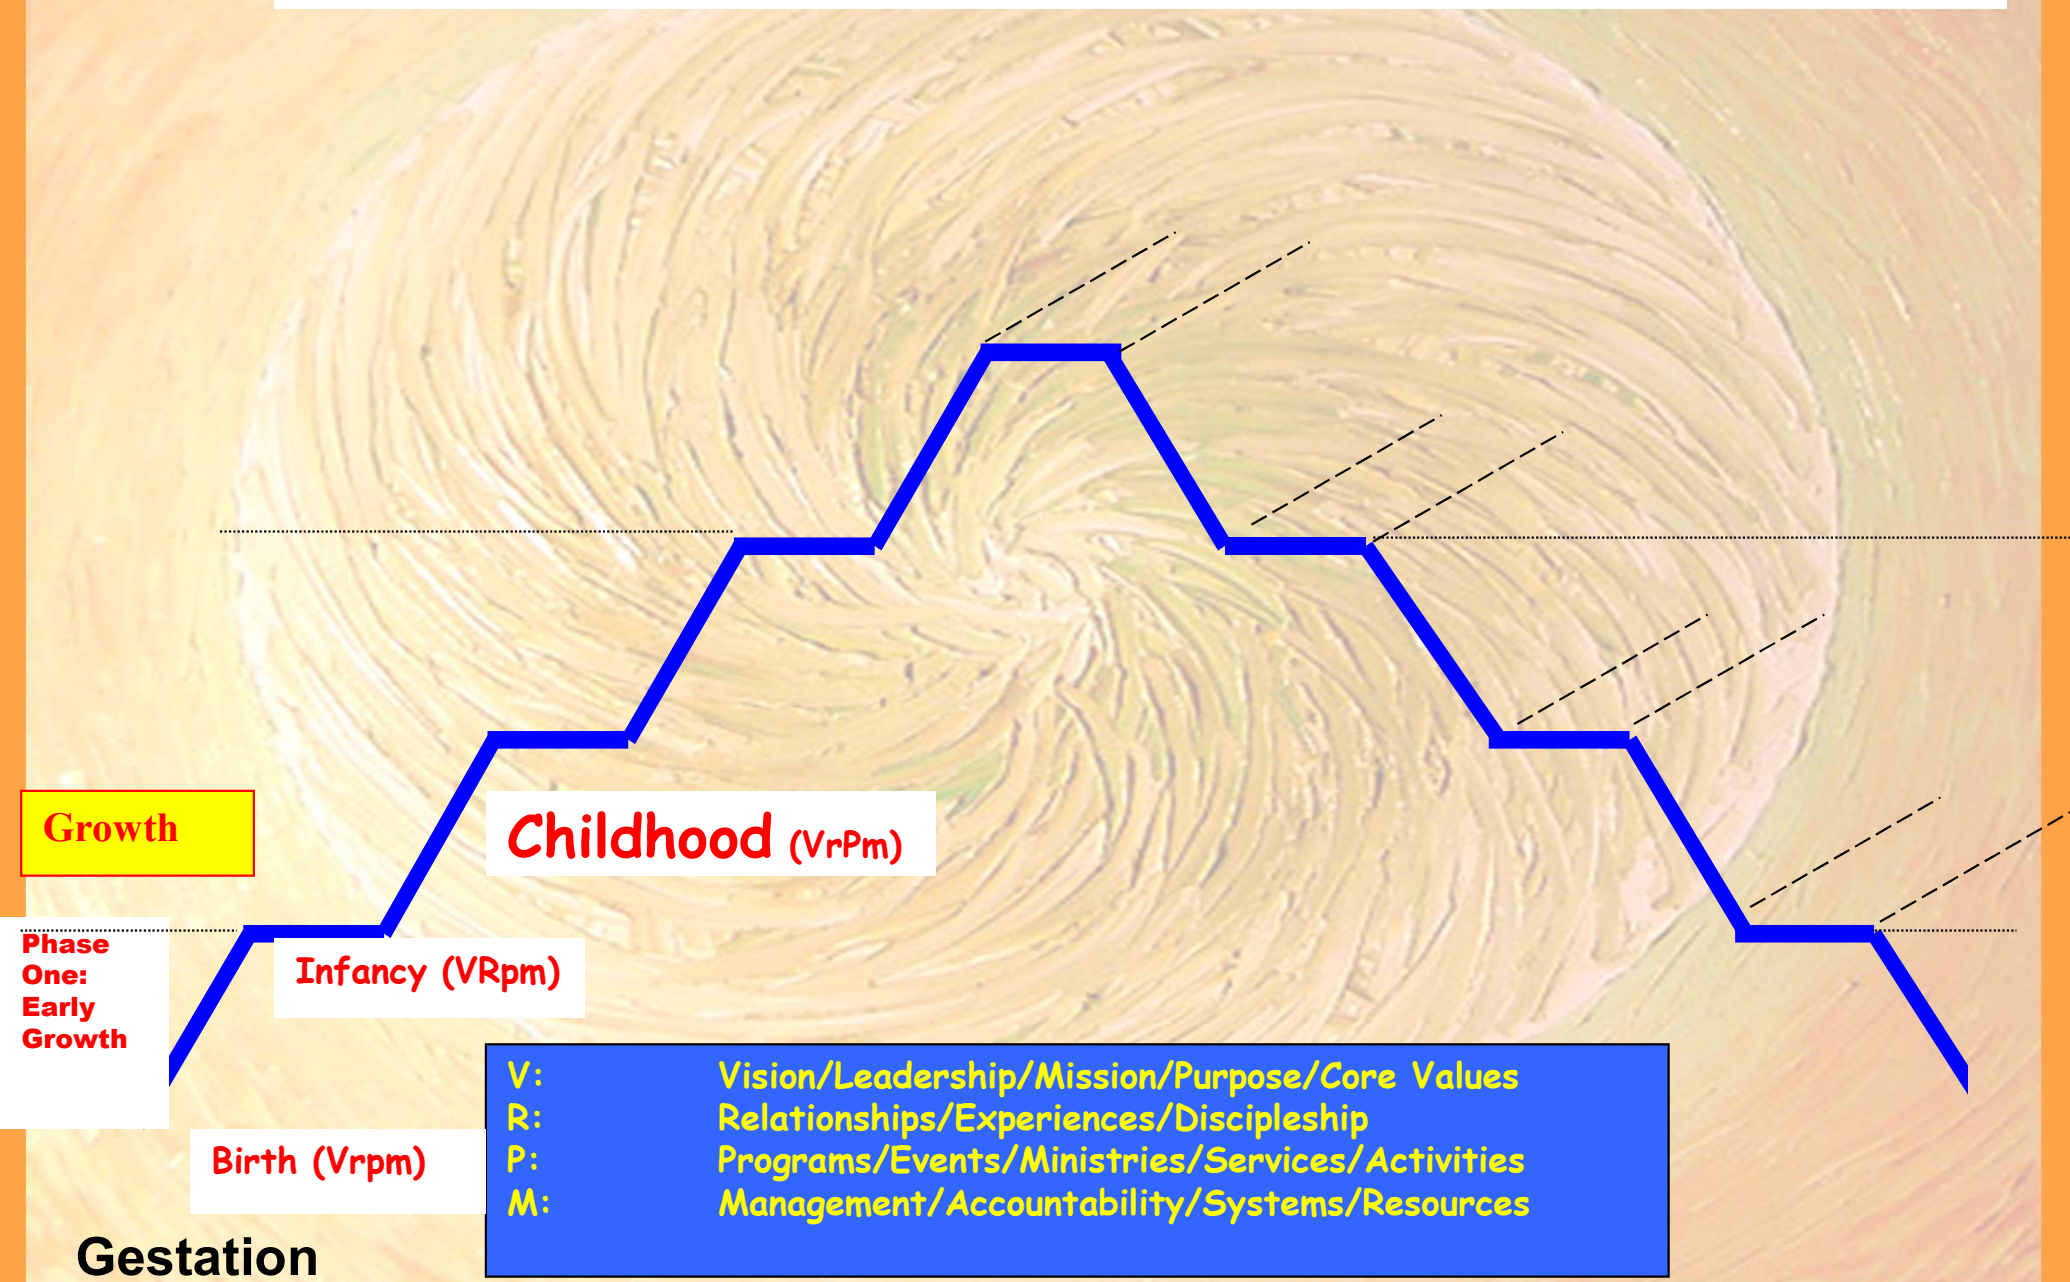 Growth
Childhood (VrPm)
Phase
One:
Early
Growth
Infancy (VRpm)
V: Vision/Leadership/Mission/Purpose/Core Values
R: Relationships/Experiences/Discipleship
P: Programs/Events/Ministries/Services/Activities
M: Management/Accountability/Systems/Resources
Birth (Vrpm)
Gestation